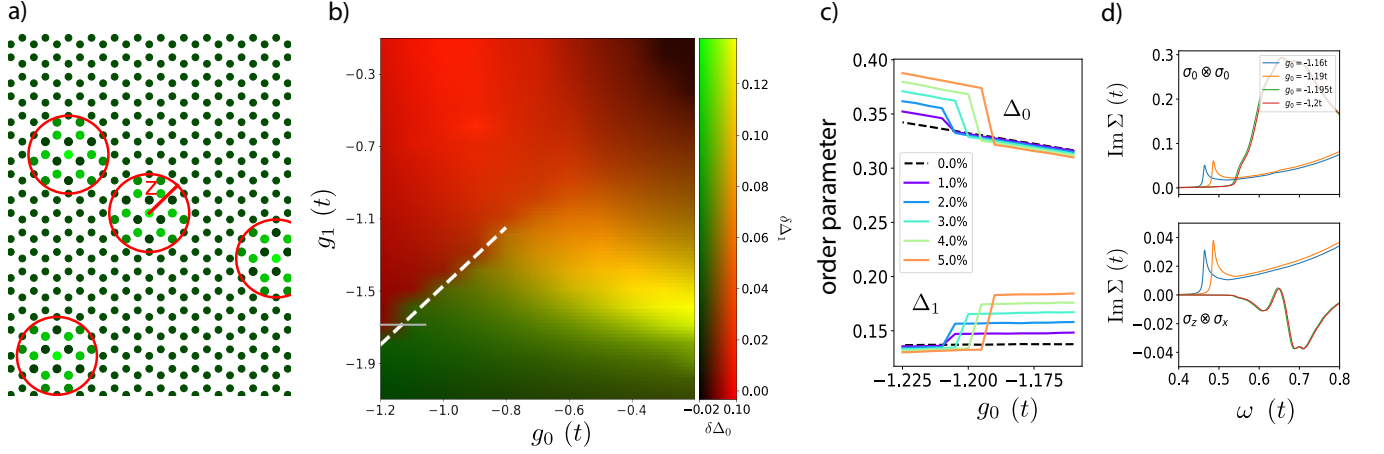 a)
z
b)
g₁ (t)
−0.3
−0.7
−1.1
−1.5
−1.9
−1.2
−1.0
−0.8
−0.6
−0.4
g₀ (t)
0.12
0.10
0.08
0.06
0.04
0.02
0.00
δΔ₁
−0.02 0.10
δΔ₀
c)
order parameter
0.40
0.35
0.30
0.25
0.20
0.15
Δ₀
0.0%
1.0%
2.0%
3.0%
4.0%
5.0%
Δ₁
−1.225
−1.200
−1.175
g₀ (t)
d)
Im Σ (t)
0.3
0.2
0.1
0.0
σ₀ ⊗ σ₀
g₀ = -1.16t
g₀ = -1.19t
g₀ = -1.195t
g₀ = -1,2t
Im Σ (t)
0.04
0.02
0.00
−0.02
−0.04
σ_z ⊗ σₓ
0.4
0.5
0.6
0.7
0.8
ω (t)